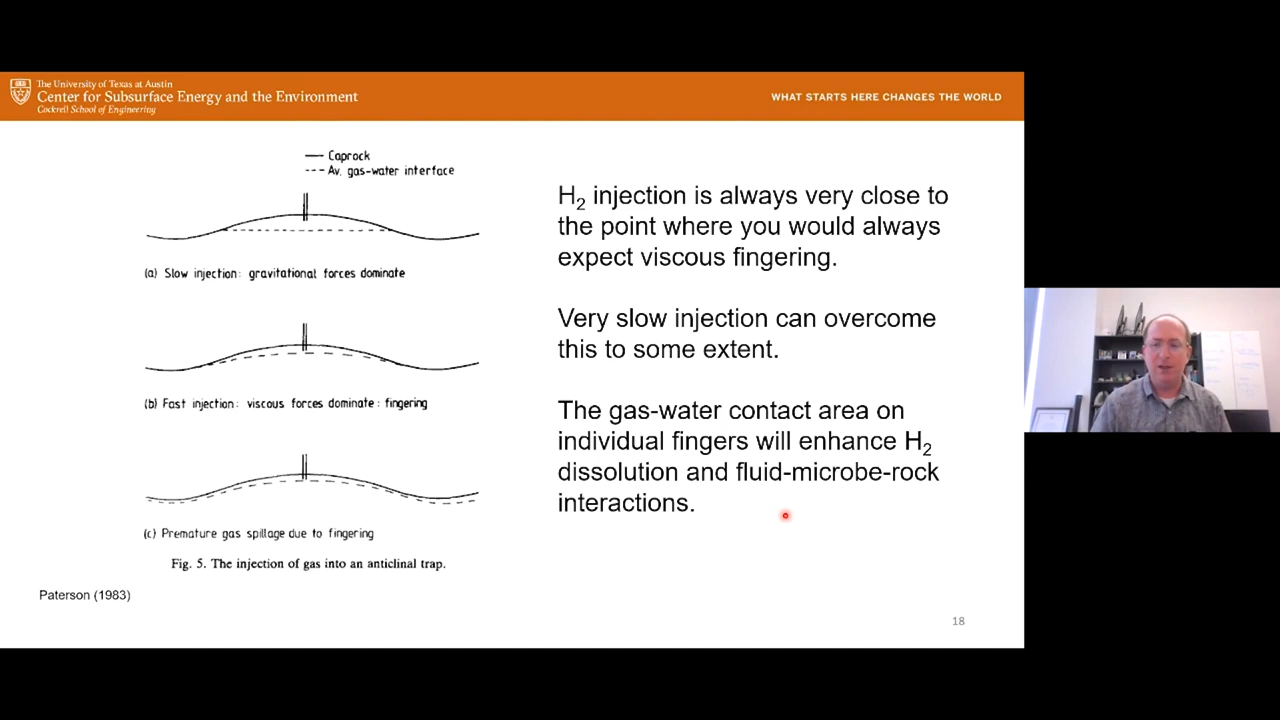 The University of Texas at Austin
Center for Subsurface Energy and the Environment
Cockrell School of Engineering
WHAT STARTS HERE CHANGES THE WORLD
Caprock
Av. gas-water interface
(a) Slow injection: gravitational forces dominate
(b) Fast injection: viscous forces dominate: fingering
(c) Premature gas spillage due to fingering
Fig. 5. The injection of gas into an anticlinal trap.
Paterson (1983)
H₂ injection is always very close to
the point where you would always
expect viscous fingering.
Very slow injection can overcome
this to some extent.
The gas-water contact area on
individual fingers will enhance H₂
dissolution and fluid-microbe-rock
interactions.
18